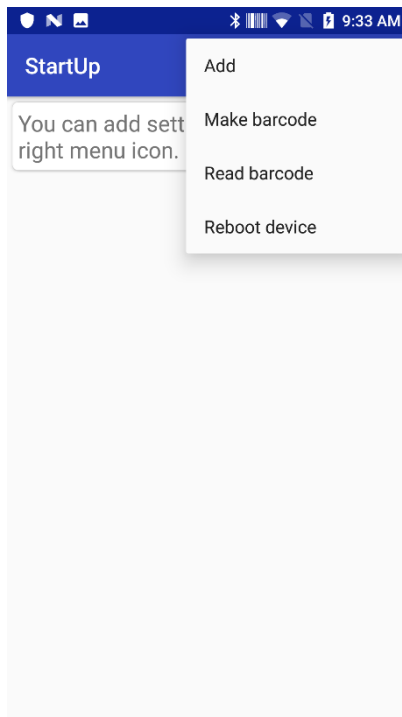 9:33 AM
StartUp
Add
You can add sett
right menu icon.
Make barcode
Read barcode
Reboot device